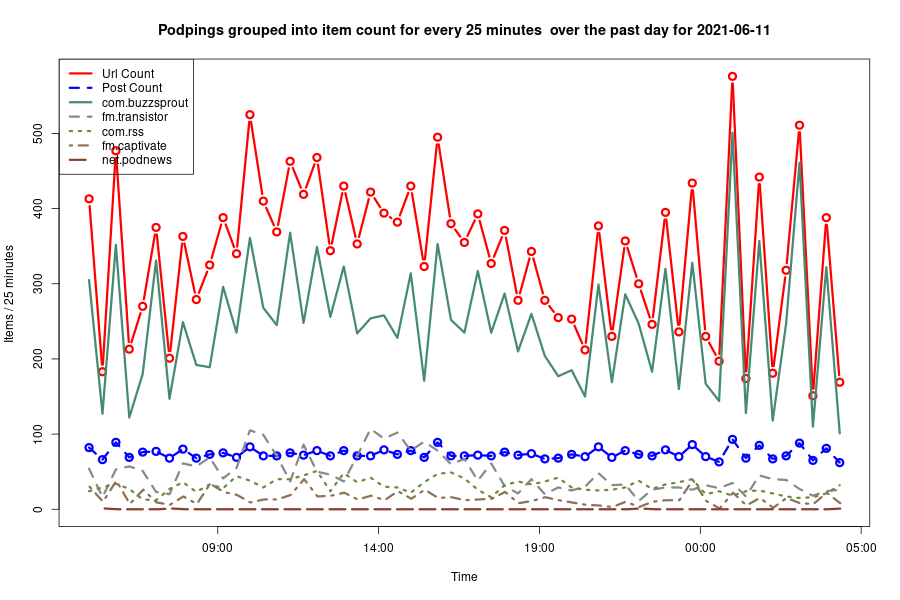 Podpings grouped into item count for every 25 minutes  over the past day for 2021-06-11
Url Count
Post Count
com.buzzsprout
fm.transistor
com.rss
fm.captivate
net.podnews
Items / 25 minutes
500
400
300
200
100
0
09:00 14:00 19:00 00:00 05:00
Time